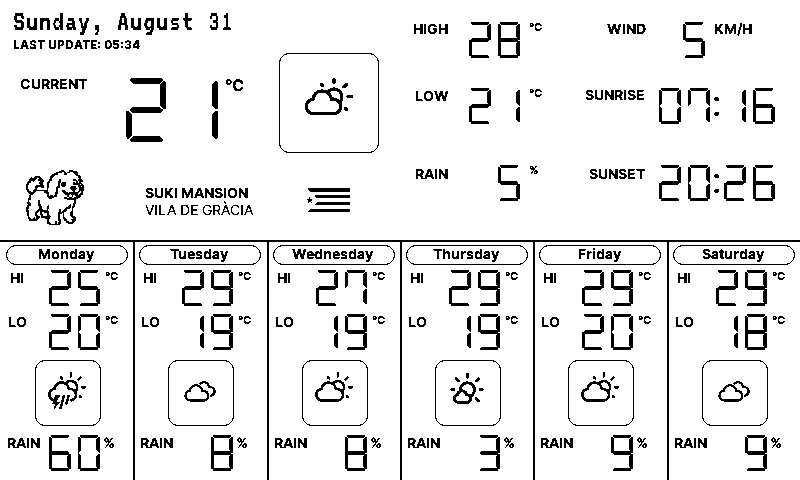 Sunday, August 31
LAST UPDATE: 05:34
CURRENT 21 °C
HIGH 28 °C
WIND 5 KM/H
LOW 21 °C
SUNRISE 07:16
RAIN 5 %
SUNSET 20:26
SUKI MANSION
VILA DE GRÀCIA
Monday
HI 25 °C
LO 20 °C
RAIN 60 %
Tuesday
HI 29 °C
LO 19 °C
RAIN 8 %
Wednesday
HI 27 °C
LO 19 °C
RAIN 8 %
Thursday
HI 29 °C
LO 19 °C
RAIN 3 %
Friday
HI 29 °C
LO 20 °C
RAIN 9 %
Saturday
HI 29 °C
LO 18 °C
RAIN 9 %